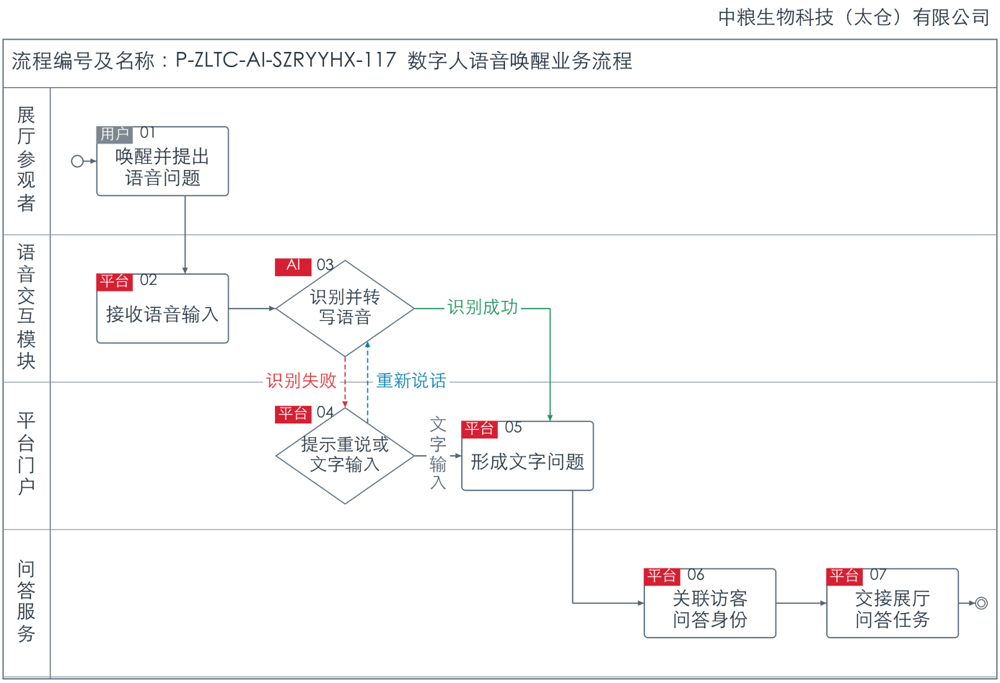 中粮生物科技（太仓）有限公司
流程编号及名称：P-ZLTC-AI-SZRYYHX-117 数字人语音唤醒业务流程
展厅参观者
用户 01
唤醒并提出
语音问题
语音交互模块
平台 02
接收语音输入
AI 03
识别并转
写语音
识别成功
识别失败
重新说话
平台门户
平台 04
提示重说或
文字输入
文字输入
平台 05
形成文字问题
问答服务
平台 06
关联访客
问答身份
平台 07
交接展厅
问答任务